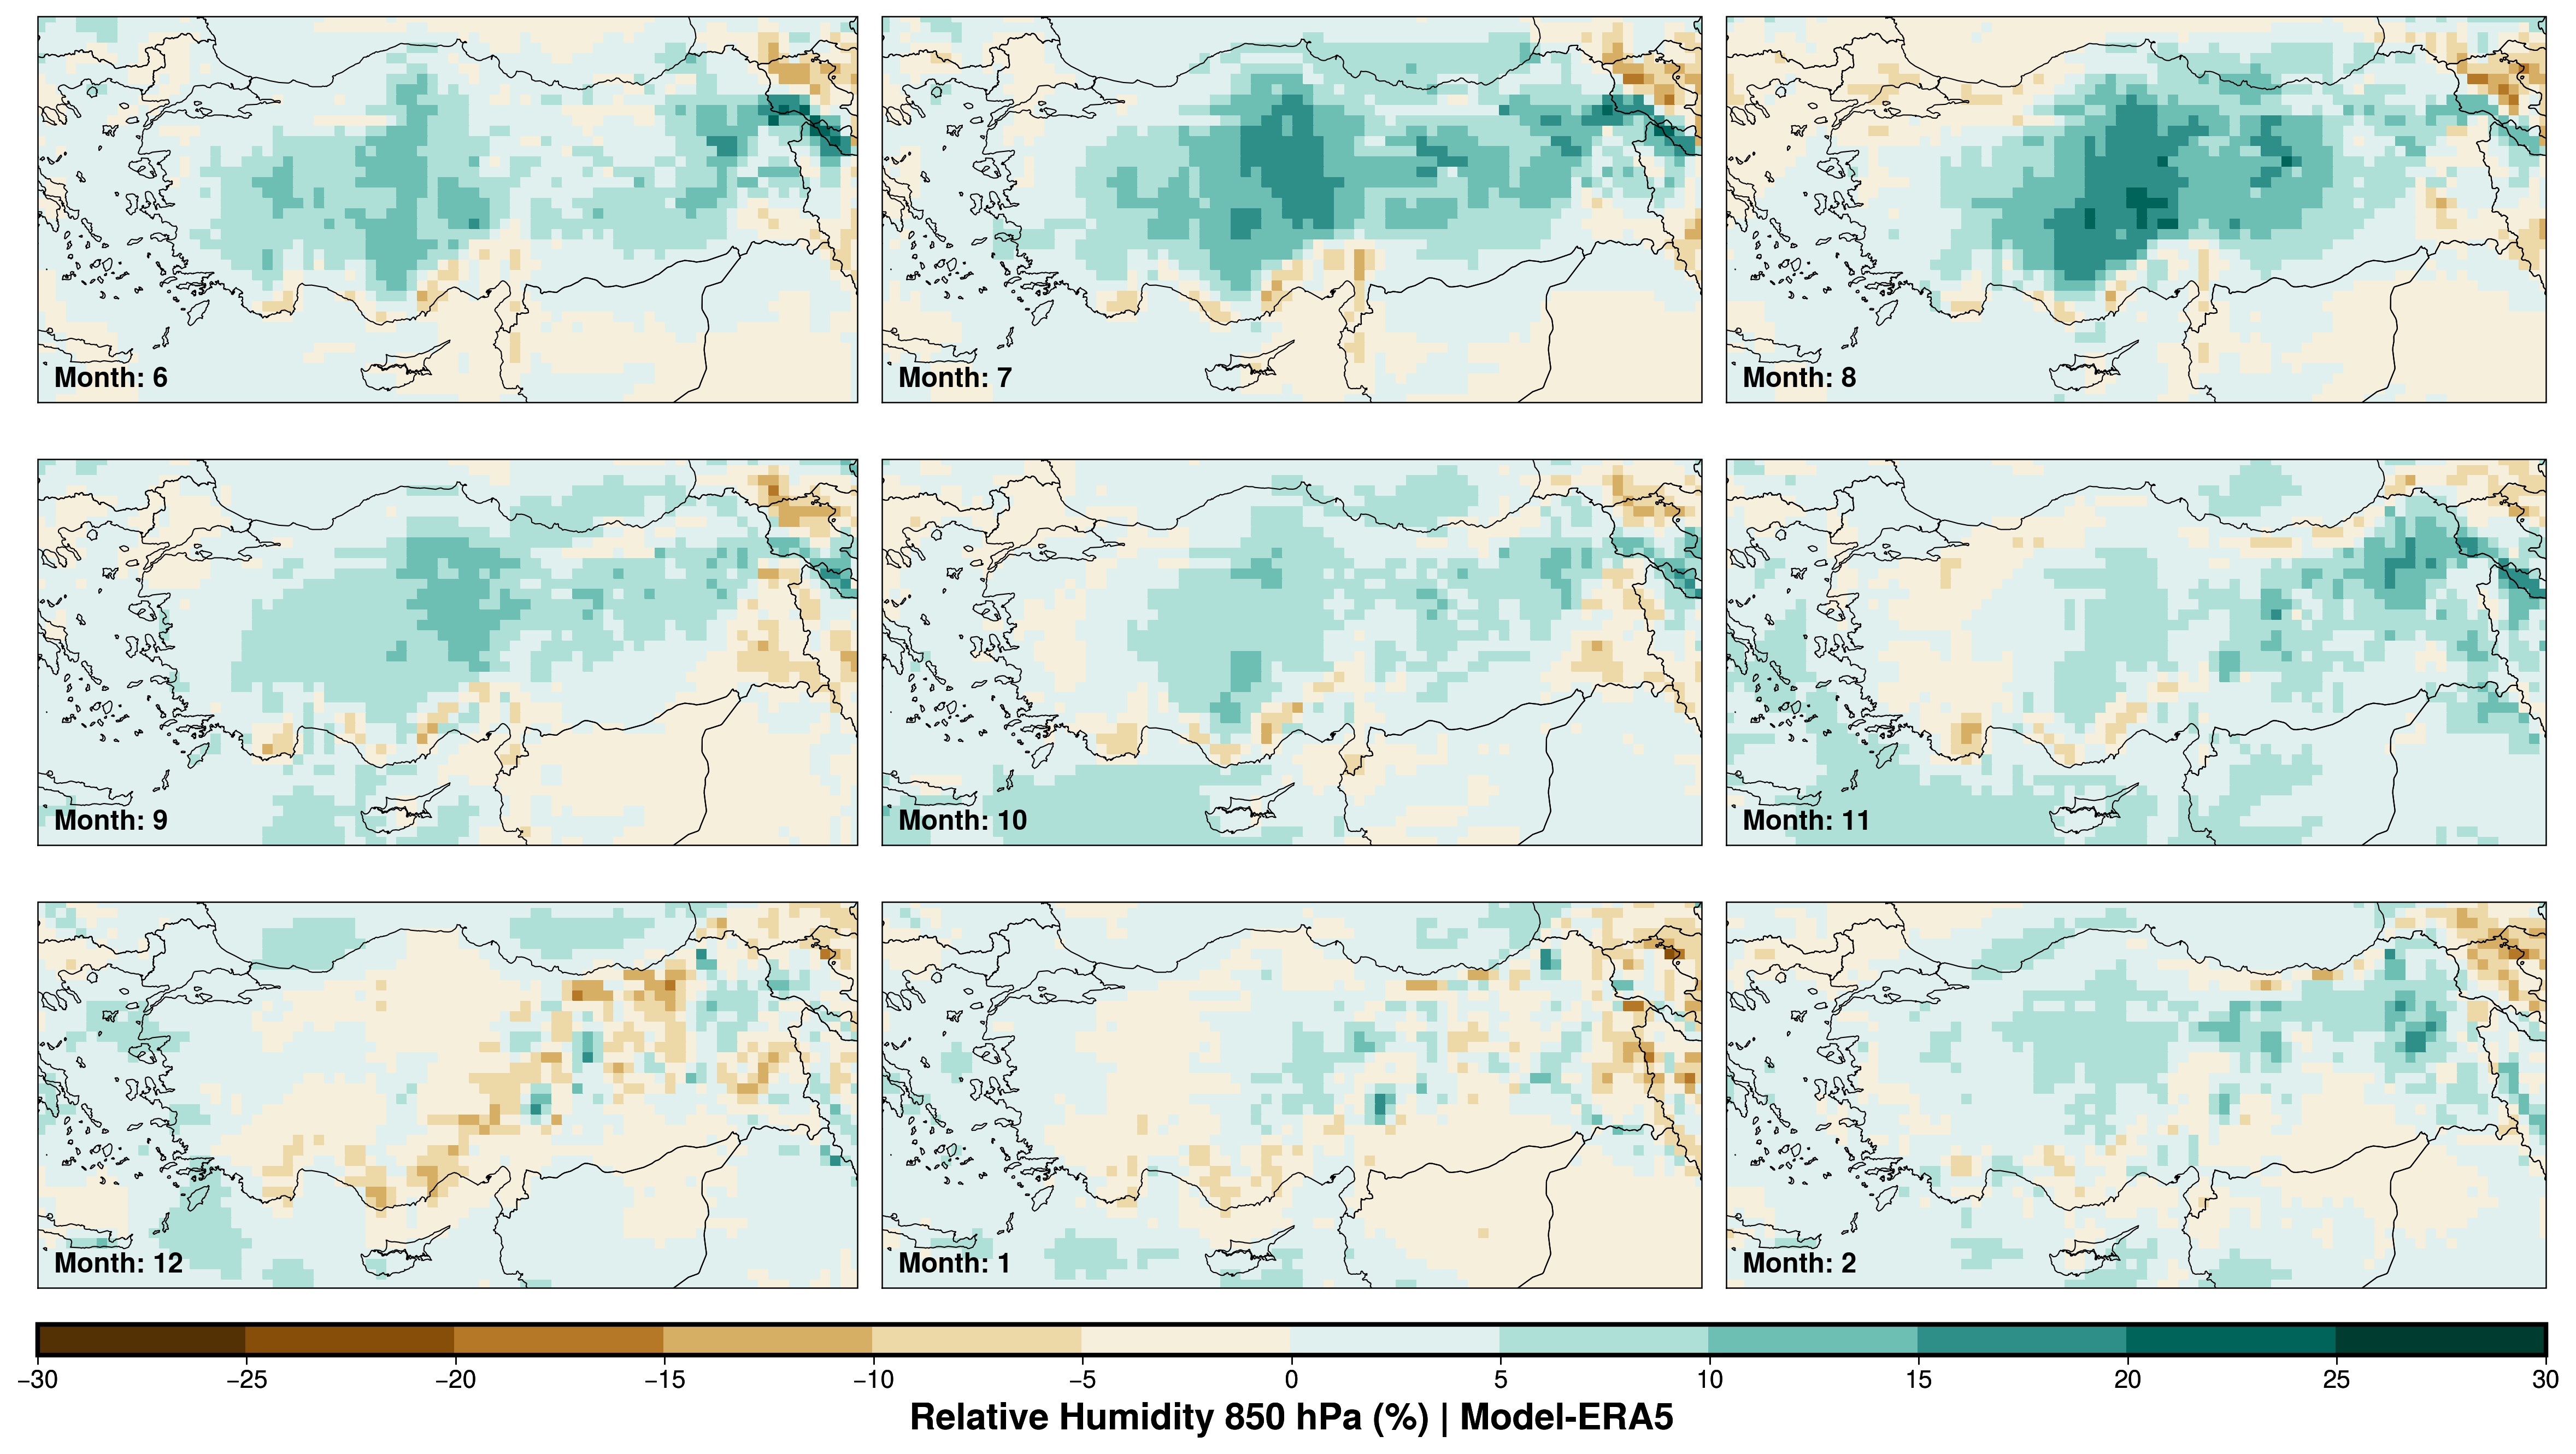 Month: 6
Month: 7
Month: 8
Month: 9
Month: 10
Month: 11
Month: 12
Month: 1
Month: 2
−30 −25 −20 −15 −10 −5 0 5 10 15 20 25 30
Relative Humidity 850 hPa (%) | Model-ERA5